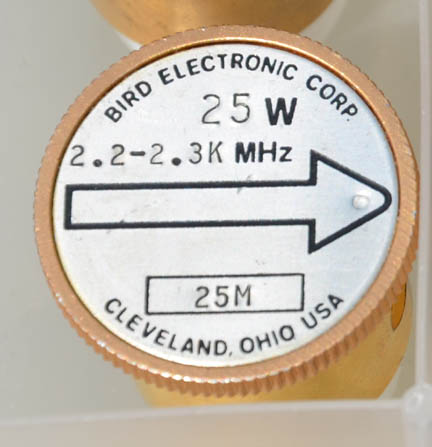 BIRD ELECTRONIC CORP.
25 W
2.2-2.3K MHz
25M
CLEVELAND, OHIO USA